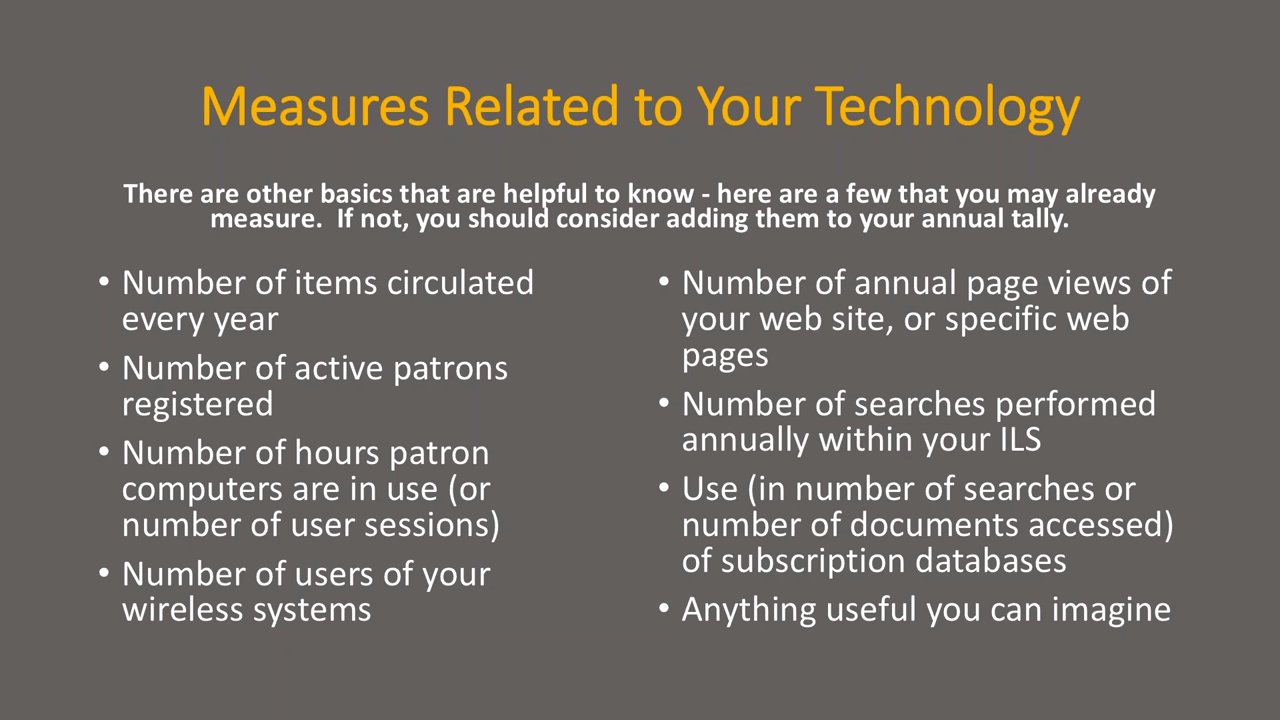 Measures Related to Your Technology
There are other basics that are helpful to know - here are a few that you may already
measure.  If not, you should consider adding them to your annual tally.
• Number of items circulated
every year
• Number of active patrons
registered
• Number of hours patron
computers are in use (or
number of user sessions)
• Number of users of your
wireless systems
• Number of annual page views of
your web site, or specific web
pages
• Number of searches performed
annually within your ILS
• Use (in number of searches or
number of documents accessed)
of subscription databases
• Anything useful you can imagine